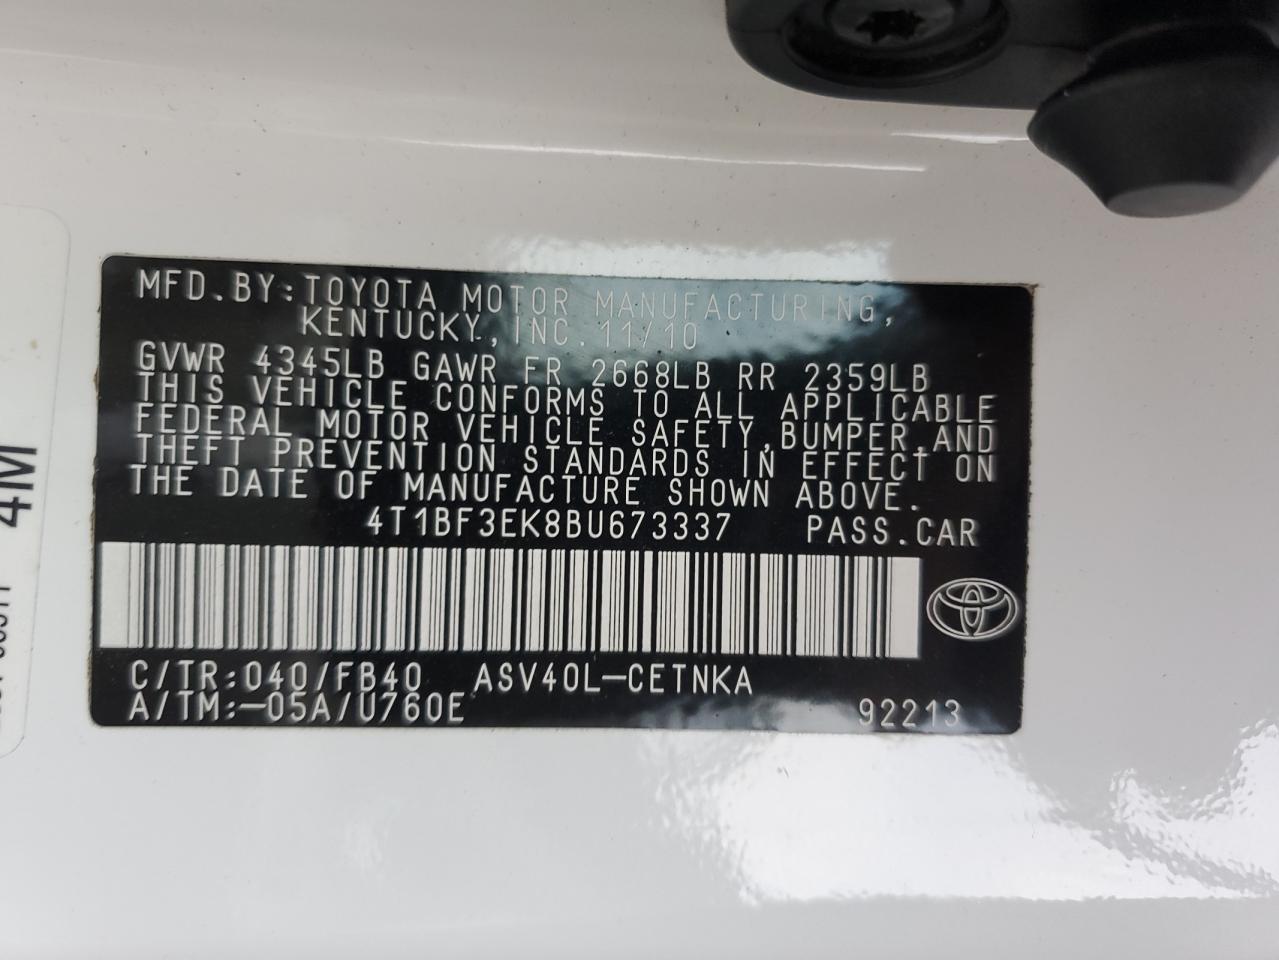 MFD.BY:TOYOTA MOTOR MANUFACTURING,
KENTUCKY,INC.11/10
GVWR 4345LB GAWR FR 2668LB RR 2359LB
THIS VEHICLE CONFORMS TO ALL APPLICABLE
FEDERAL MOTOR VEHICLE SAFETY,BUMPER,AND
THEFT PREVENTION STANDARDS IN EFFECT ON
THE DATE OF MANUFACTURE SHOWN ABOVE.
4T1BF3EK8BU673337 PASS.CAR
C/TR:040/FB40 ASV40L-CETNKA
A/TM:-05A/U760E 92213
4M